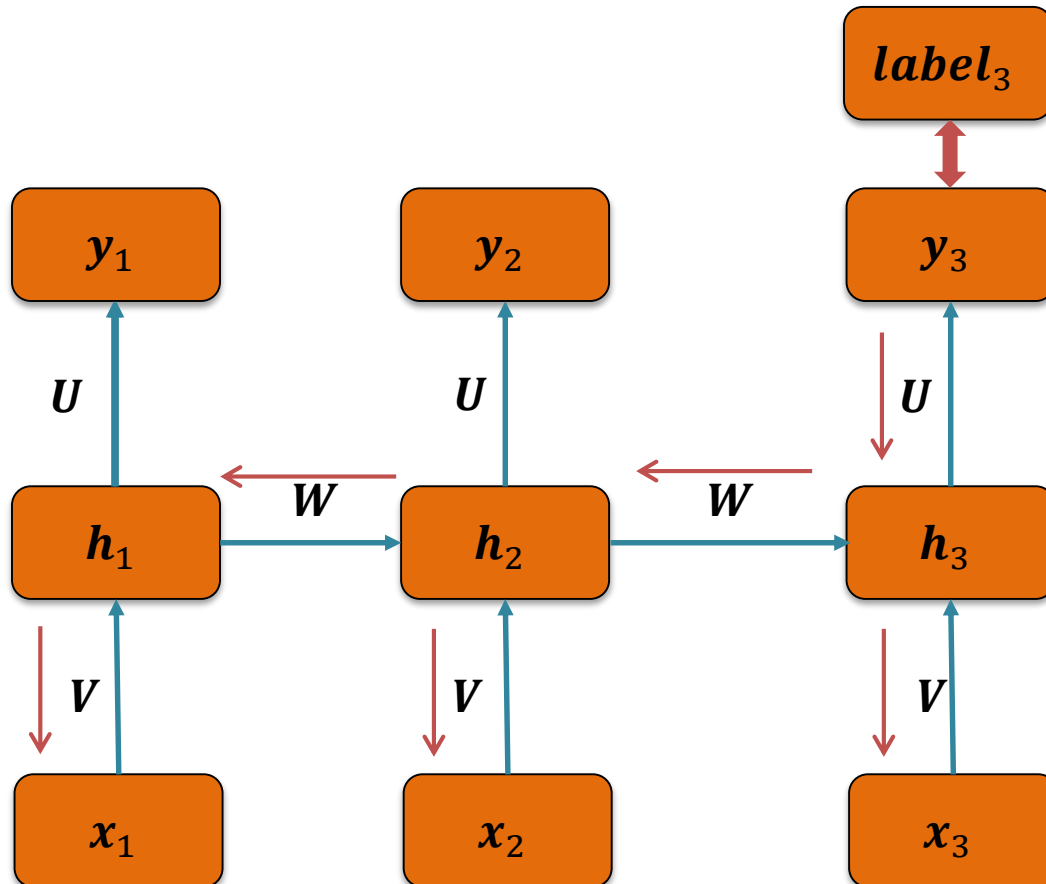 label₃
y₁ y₂ y₃
U U U
W W
h₁ h₂ h₃
V V V
x₁ x₂ x₃